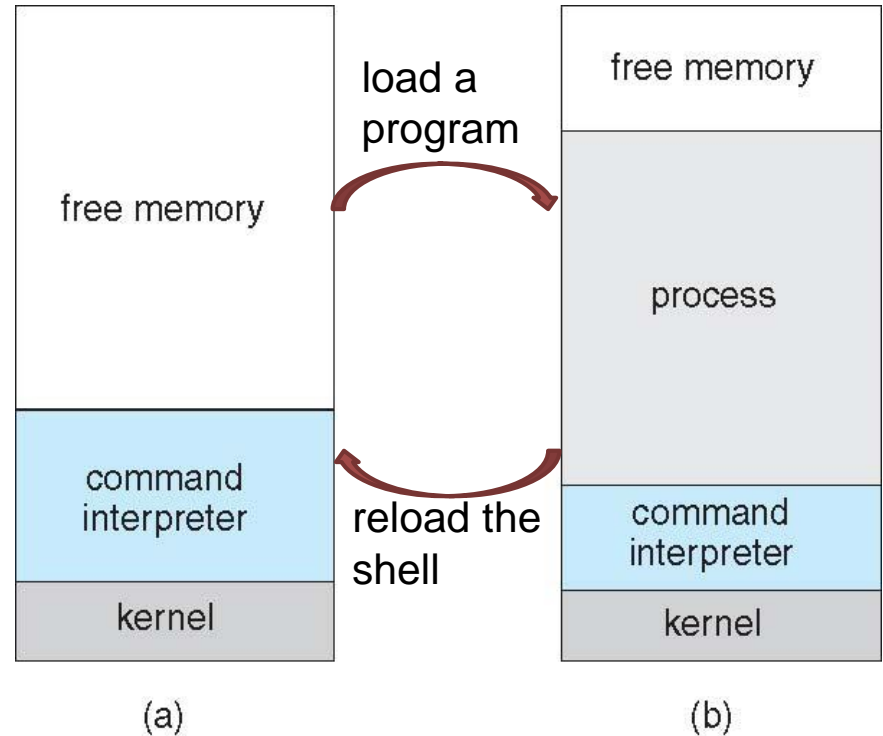 free memory
command
interpreter
kernel
(a)
load a
program
reload the
shell
free memory
process
command
interpreter
kernel
(b)